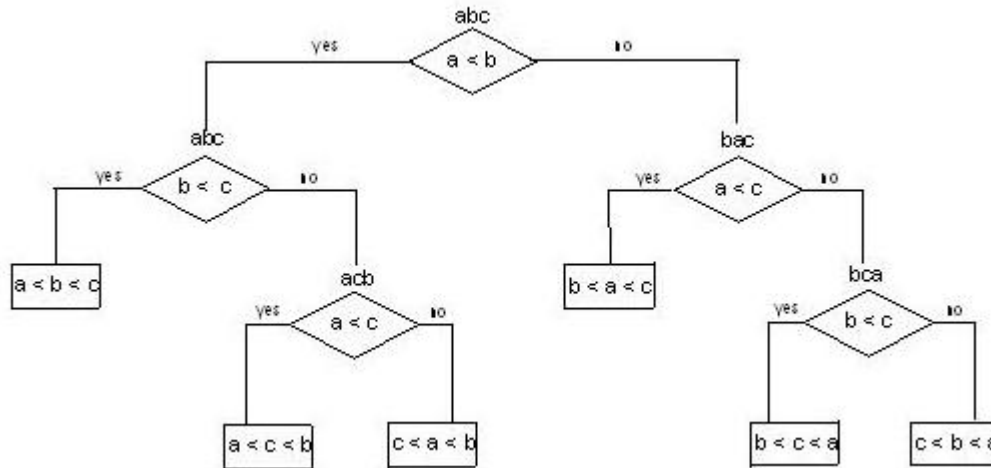 abc
yes
a < b
no
abc
bac
yes
b < c
no
yes
a < c
no
a < b < c
acb
b < a < c
bca
yes
a < c
no
yes
b < c
no
a < c < b
c < a < b
b < c < a
c < b < a